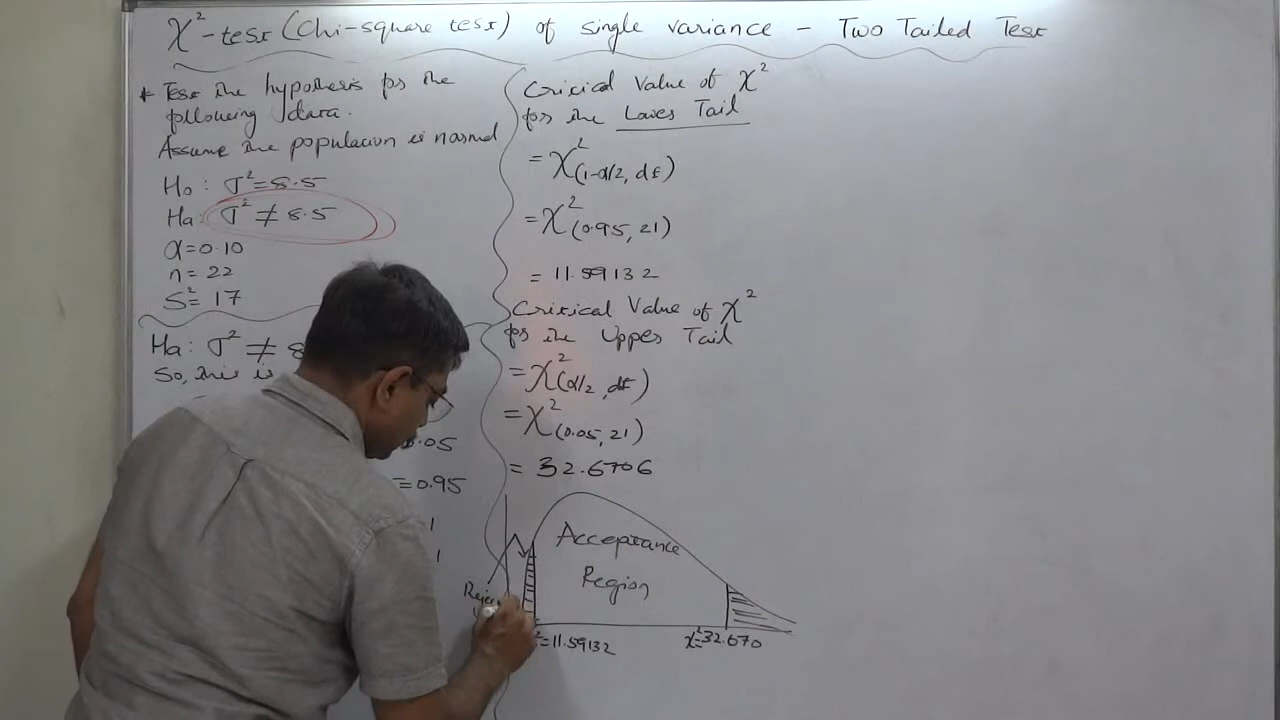 χ²-test (Chi-square test) of single variance - Two Tailed Test
* Test the hypothesis for the
following data.
Assume the population is normal
H₀: σ²=8.5
Ha: σ²≠8.5
α=0.10
n=22
S²=17
Ha: σ²≠8
So, this is
0.05
=0.95
1
1
Critical Value of χ²
for the Lower Tail
=χ²(1-α/2, df)
=χ²(0.95, 21)
= 11.59132
Critical Value of χ²
for the Upper Tail
=χ²(α/2, df)
=χ²(0.05, 21)
= 32.6706
Acceptance
Region
Rejec
²=11.59132
χ²=32.670